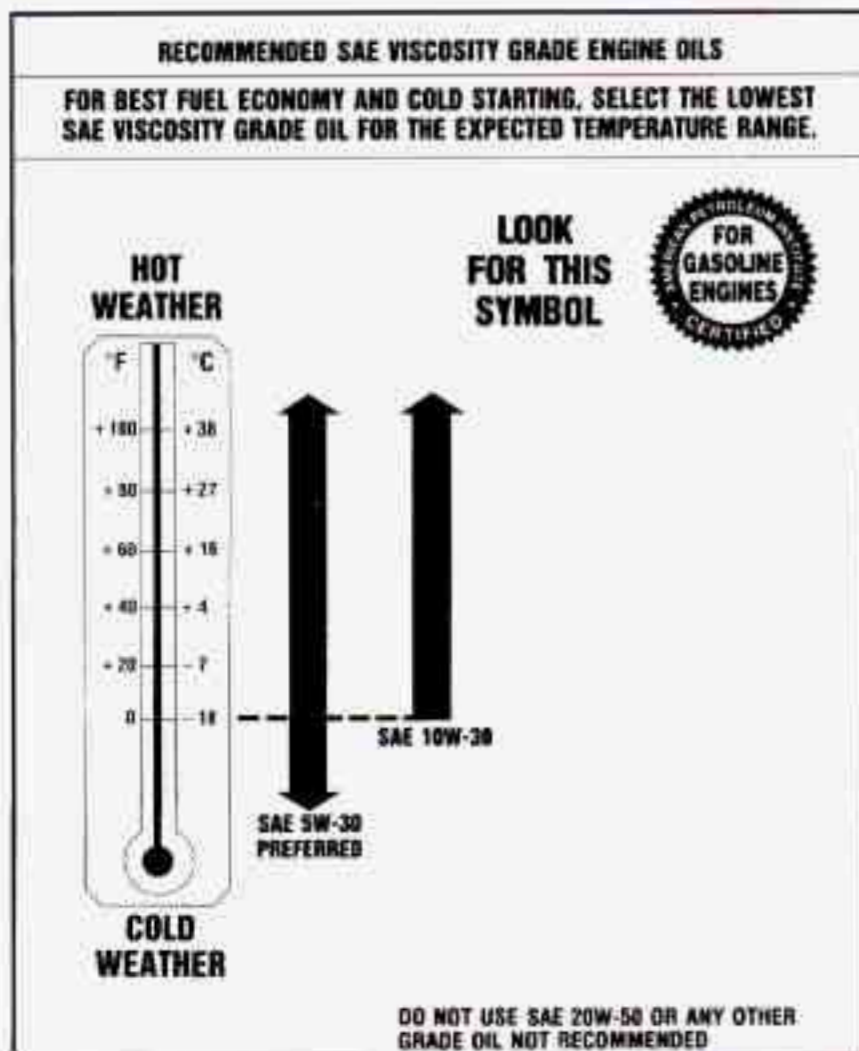 RECOMMENDED SAE VISCOSITY GRADE ENGINE OILS
FOR BEST FUEL ECONOMY AND COLD STARTING, SELECT THE LOWEST
SAE VISCOSITY GRADE OIL FOR THE EXPECTED TEMPERATURE RANGE.
LOOK
FOR THIS
SYMBOL
AMERICAN PETROLEUM INSTITUTE
FOR
GASOLINE
ENGINES
CERTIFIED
HOT
WEATHER
°F °C
+ 100 + 38
+ 80 + 27
+ 60 + 16
+ 40 + 4
+ 20 - 7
0 - 18
SAE 10W-30
SAE 5W-30
PREFERRED
COLD
WEATHER
DO NOT USE SAE 20W-50 OR ANY OTHER
GRADE OIL NOT RECOMMENDED